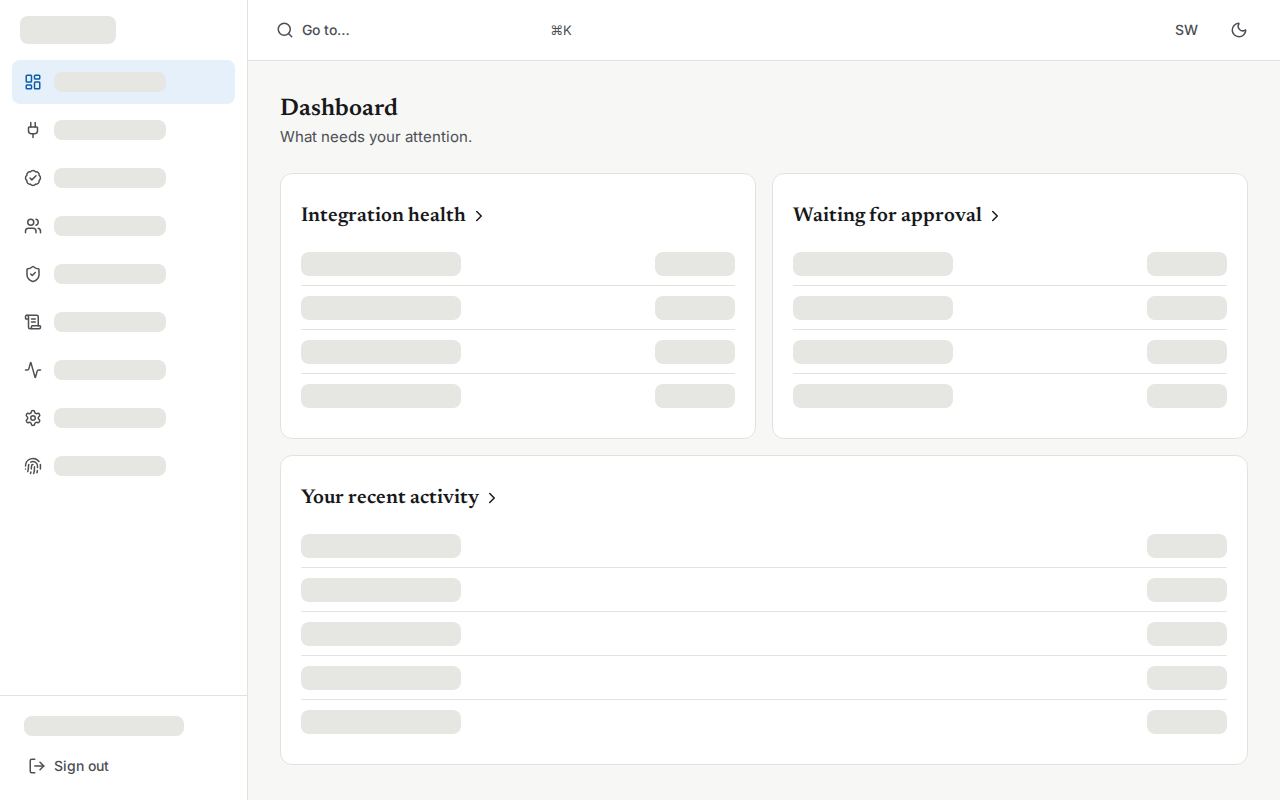 Go to...
⌘K
SW
Dashboard
What needs your attention.
Integration health
Waiting for approval
Your recent activity
Sign out